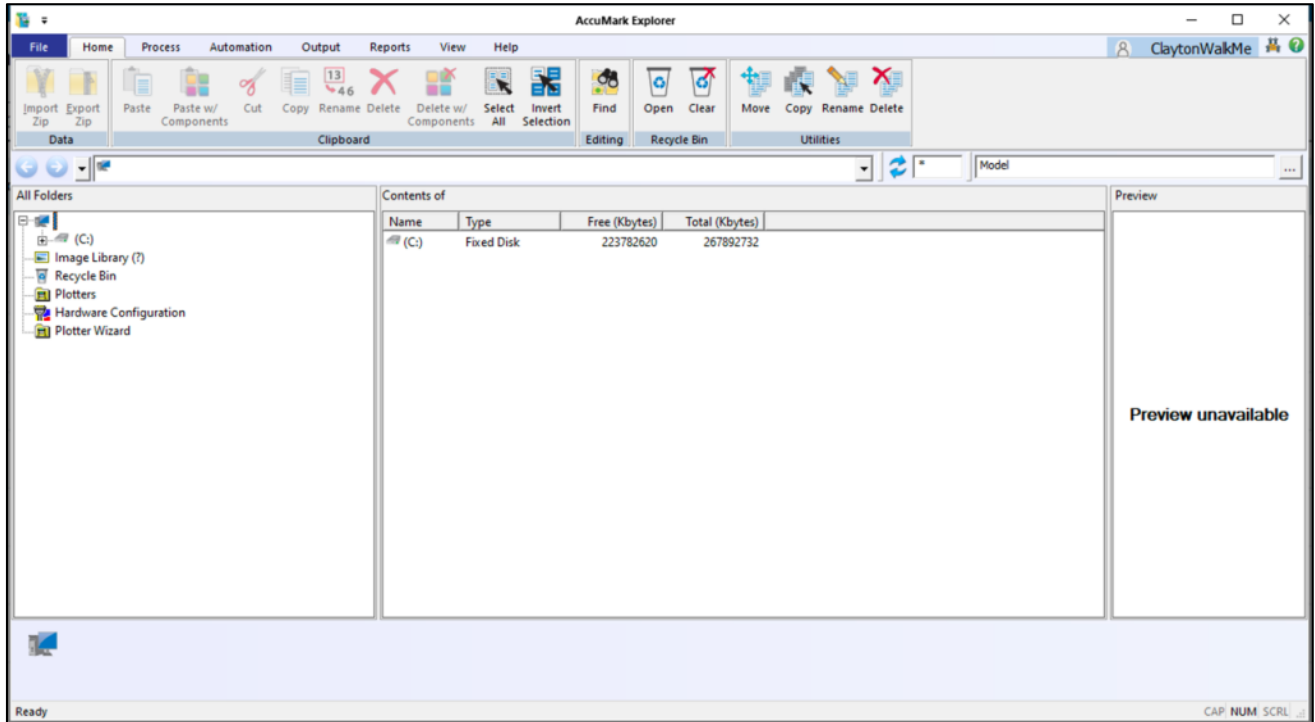 AccuMark Explorer
File Home Process Automation Output Reports View Help ClaytonWalkMe
Import Zip Export Zip Paste Paste w/ Components Cut Copy Rename Delete Delete w/ Components Select All Invert Selection Find Open Clear Move Copy Rename Delete
13
46
Data Clipboard Editing Recycle Bin Utilities
* Model ...
All Folders Contents of Preview
Name Type Free (Kbytes) Total (Kbytes)
(C:) Fixed Disk 223782620 267892732
(C:)
Image Library (?)
Recycle Bin
Plotters
Hardware Configuration
Plotter Wizard
Preview unavailable
Ready CAP NUM SCRL